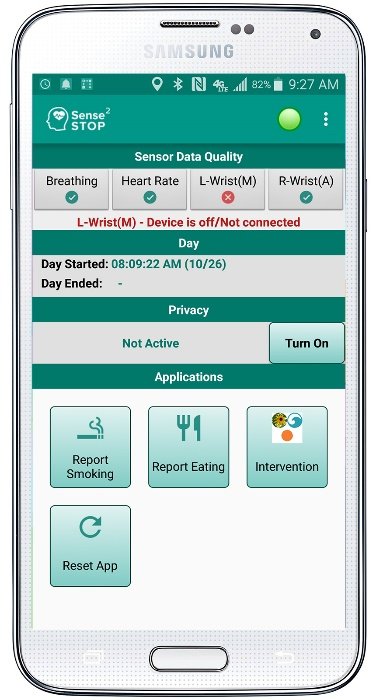 SAMSUNG
4G LTE 82% 9:27 AM
Sense2
STOP
Sensor Data Quality
Breathing Heart Rate L-Wrist(M) R-Wrist(A)
L-Wrist(M) - Device is off/Not connected
Day
Day Started: 08:09:22 AM (10/26)
Day Ended: -
Privacy
Not Active Turn On
Applications
Report
Smoking
Report Eating
Intervention
Reset App